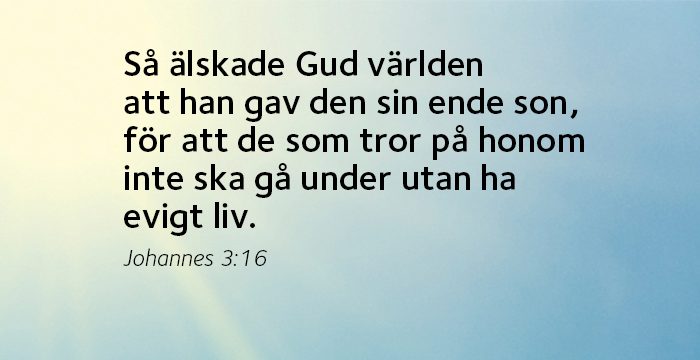 Så älskade Gud världen
att han gav den sin ende son,
för att de som tror på honom
inte ska gå under utan ha
evigt liv.
Johannes 3:16